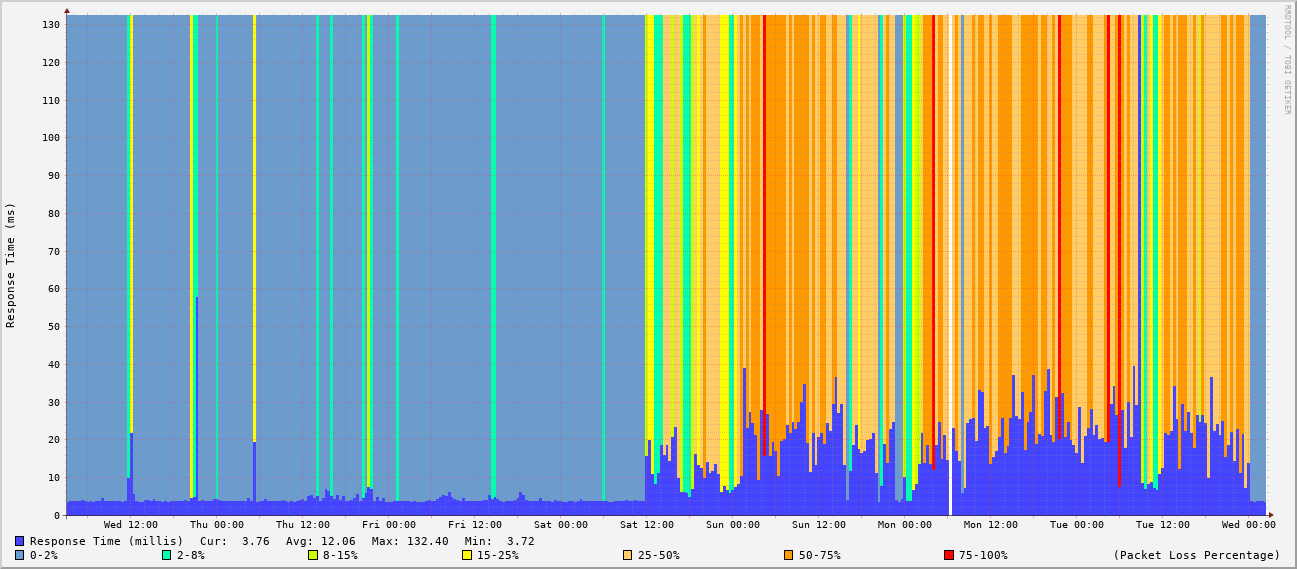 RRDTOOL / TOBI OETIKER
Response Time (ms)
130
120
110
100
90
80
70
60
50
40
30
20
10
0
Wed 12:00 Thu 00:00 Thu 12:00 Fri 00:00 Fri 12:00 Sat 00:00 Sat 12:00 Sun 00:00 Sun 12:00 Mon 00:00 Mon 12:00 Tue 00:00 Tue 12:00 Wed 00:00
Response Time (millis) Cur: 3.76 Avg: 12.06 Max: 132.40 Min: 3.72
0-2% 2-8% 8-15% 15-25% 25-50% 50-75% 75-100% (Packet Loss Percentage)